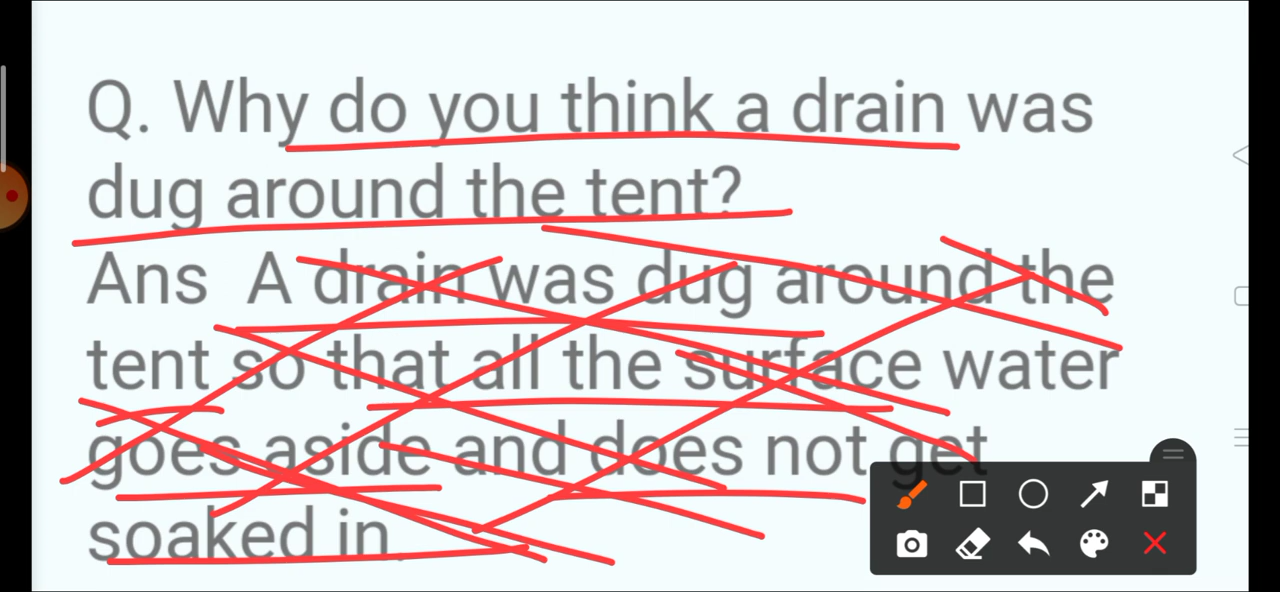 Q. Why do you think a drain was
dug around the tent?
Ans A drain was dug around the
tent so that all the surface water
goes aside and does not get
soaked in.